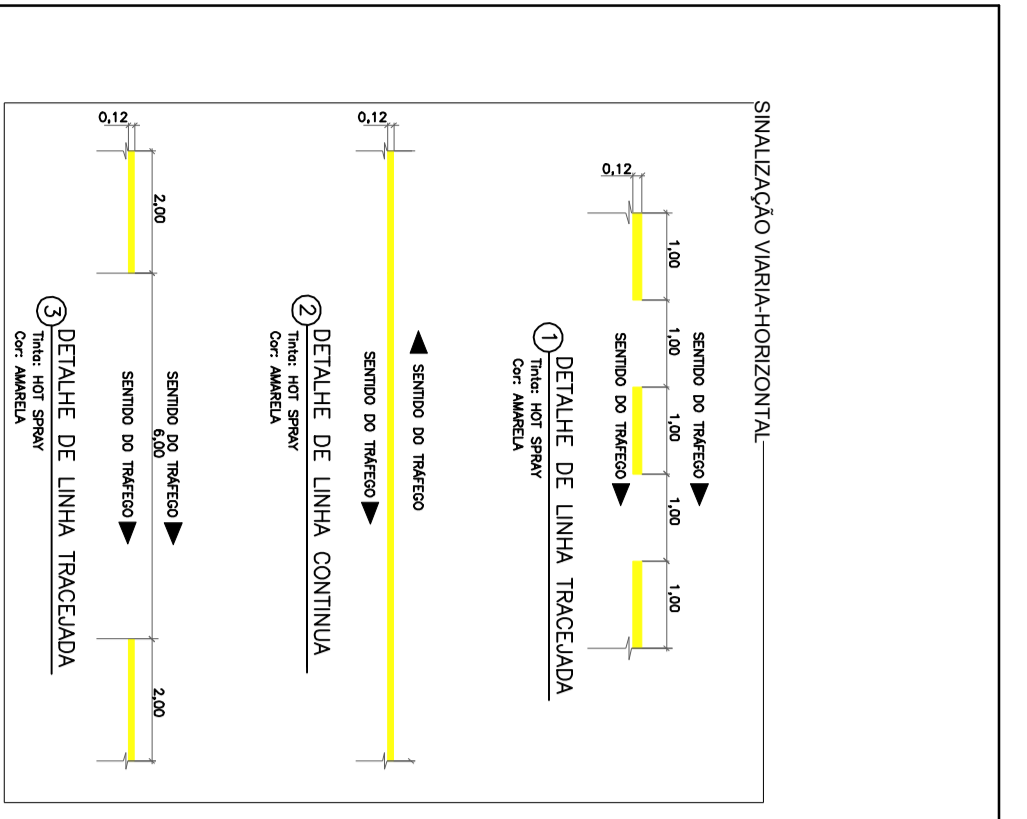 SINALIZAÇÃO VIARIA-HORIZONTAL
SENTIDO DO TRÁFEGO
1,00 1,00 1,00 1,00 1,00
0,12
SENTIDO DO TRÁFEGO
1 DETALHE DE LINHA TRACEJADA
Tinta: HOT SPRAY
Cor: AMARELA
SENTIDO DO TRÁFEGO
0,12
SENTIDO DO TRÁFEGO
2 DETALHE DE LINHA CONTINUA
Tinta: HOT SPRAY
Cor: AMARELA
SENTIDO DO TRÁFEGO
2,00 6,00 2,00
0,12
SENTIDO DO TRÁFEGO
3 DETALHE DE LINHA TRACEJADA
Tinta: HOT SPRAY
Cor: AMARELA